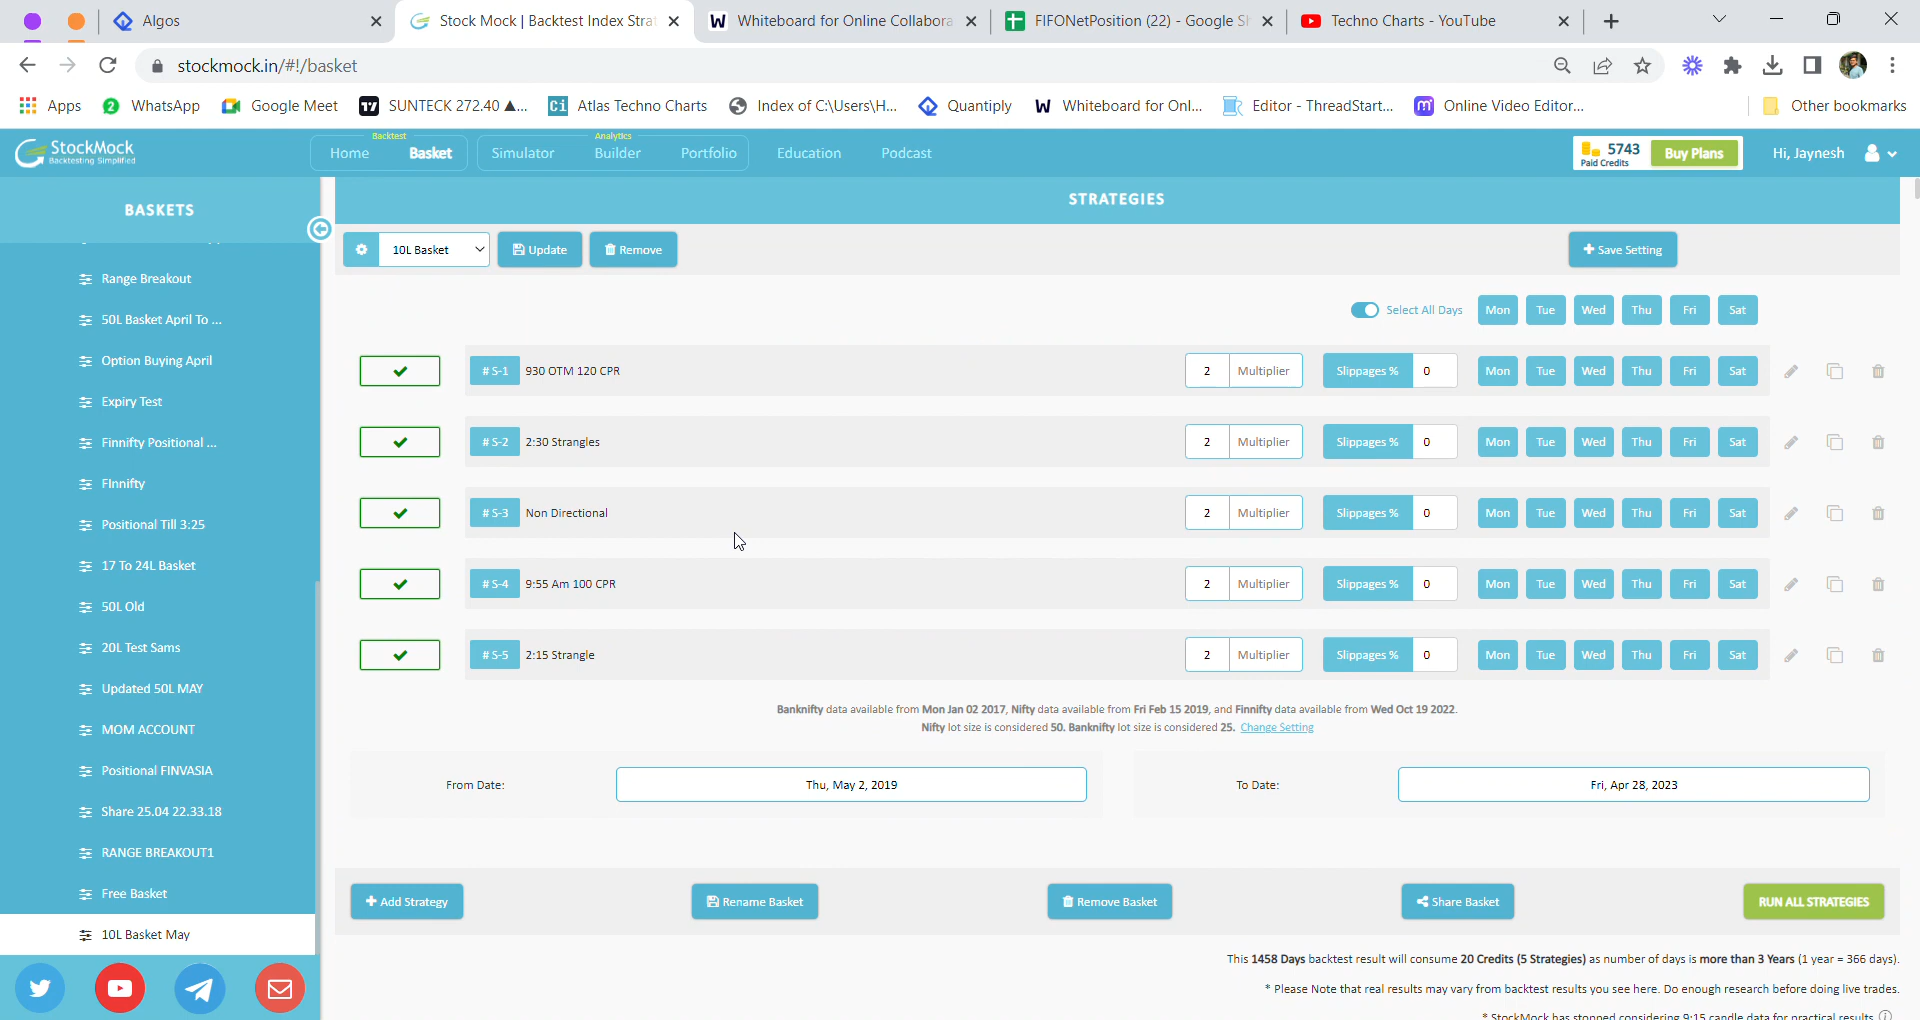 Algos
Stock Mock | Backtest Index Stra
Whiteboard for Online Collabora
FIFONetPosition (22) - Google Sh
Techno Charts - YouTube
stockmock.in/#!/basket
Apps
WhatsApp
Google Meet
SUNTECK 272.40 ▲...
Atlas Techno Charts
Index of C:\Users\H...
Quantiply
Whiteboard for Onl...
Editor - ThreadStart...
Online Video Editor...
Other bookmarks
StockMock
Backtesting Simplified
Backtest
Home
Basket
Analytics
Simulator
Builder
Portfolio
Education
Podcast
5743
Paid Credits
Buy Plans
Hi, Jaynesh
BASKETS
Range Breakout
50L Basket April To ...
Option Buying April
Expiry Test
Finnifty Positional ...
FInnifty
Positional Till 3:25
17 To 24L Basket
50L Old
20L Test Sams
Updated 50L MAY
MOM ACCOUNT
Positional FINVASIA
Share 25.04 22.33.18
RANGE BREAKOUT1
Free Basket
10L Basket May
STRATEGIES
10L Basket
Update
Remove
+ Save Setting
Select All Days Mon Tue Wed Thu Fri Sat
# S-1 930 OTM 120 CPR 2 Multiplier Slippages % 0 Mon Tue Wed Thu Fri Sat
# S-2 2:30 Strangles 2 Multiplier Slippages % 0 Mon Tue Wed Thu Fri Sat
# S-3 Non Directional 2 Multiplier Slippages % 0 Mon Tue Wed Thu Fri Sat
# S-4 9:55 Am 100 CPR 2 Multiplier Slippages % 0 Mon Tue Wed Thu Fri Sat
# S-5 2:15 Strangle 2 Multiplier Slippages % 0 Mon Tue Wed Thu Fri Sat
Banknifty data available from Mon Jan 02 2017, Nifty data available from Fri Feb 15 2019, and Finnifty data available from Wed Oct 19 2022.
Nifty lot size is considered 50. Banknifty lot size is considered 25. Change Setting
From Date: Thu, May 2, 2019
To Date: Fri, Apr 28, 2023
+ Add Strategy
Rename Basket
Remove Basket
Share Basket
RUN ALL STRATEGIES
This 1458 Days backtest result will consume 20 Credits (5 Strategies) as number of days is more than 3 Years (1 year = 366 days).
* Please Note that real results may vary from backtest results you see here. Do enough research before doing live trades.
* StockMock has stopped considering 9:15 candle data for practical results